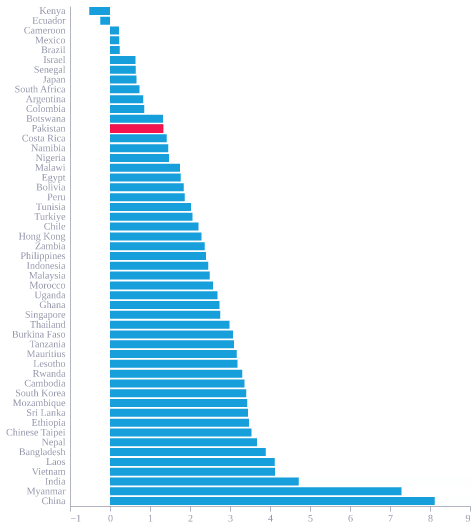 Kenya
Ecuador
Cameroon
Mexico
Brazil
Israel
Senegal
Japan
South Africa
Argentina
Colombia
Botswana
Pakistan
Costa Rica
Namibia
Nigeria
Malawi
Egypt
Bolivia
Peru
Tunisia
Turkiye
Chile
Hong Kong
Zambia
Philippines
Indonesia
Malaysia
Morocco
Uganda
Ghana
Singapore
Thailand
Burkina Faso
Tanzania
Mauritius
Lesotho
Rwanda
Cambodia
South Korea
Mozambique
Sri Lanka
Ethiopia
Chinese Taipei
Nepal
Bangladesh
Laos
Vietnam
India
Myanmar
China
−1 0 1 2 3 4 5 6 7 8 9